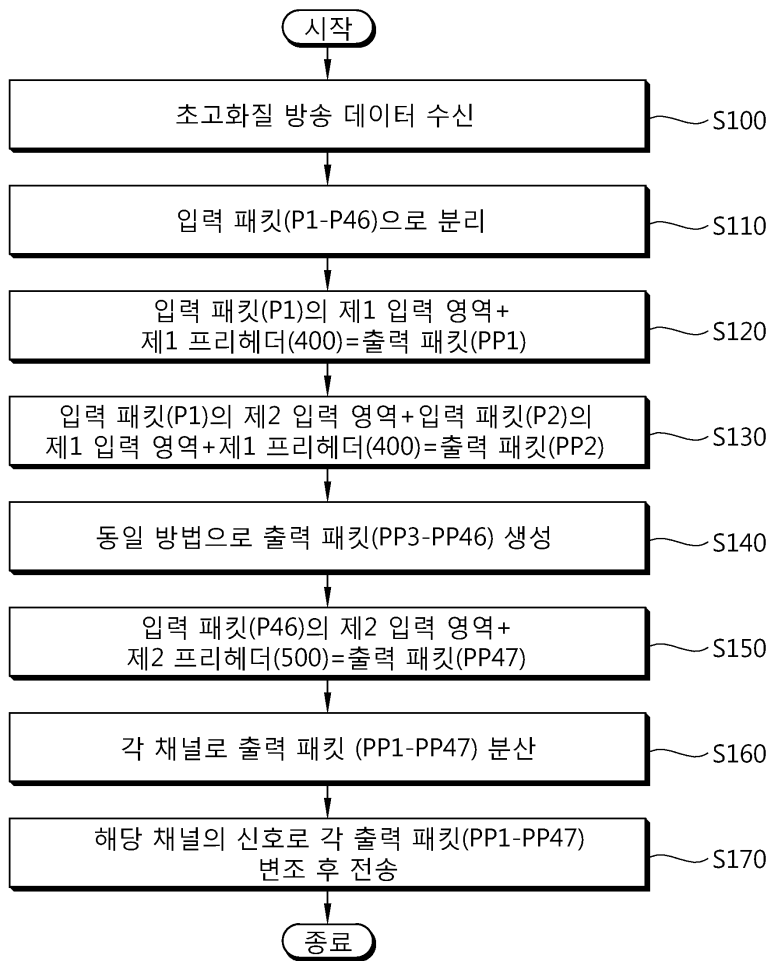 시작
초고화질 방송 데이터 수신
S100
입력 패킷(P1-P46)으로 분리
S110
입력 패킷(P1)의 제1 입력 영역+
제1 프리헤더(400)=출력 패킷(PP1)
S120
입력 패킷(P1)의 제2 입력 영역+입력 패킷(P2)의
제1 입력 영역+제1 프리헤더(400)=출력 패킷(PP2)
S130
동일 방법으로 출력 패킷(PP3-PP46) 생성
S140
입력 패킷(P46)의 제2 입력 영역+
제2 프리헤더(500)=출력 패킷(PP47)
S150
각 채널로 출력 패킷 (PP1-PP47) 분산
S160
해당 채널의 신호로 각 출력 패킷(PP1-PP47)
변조 후 전송
S170
종료